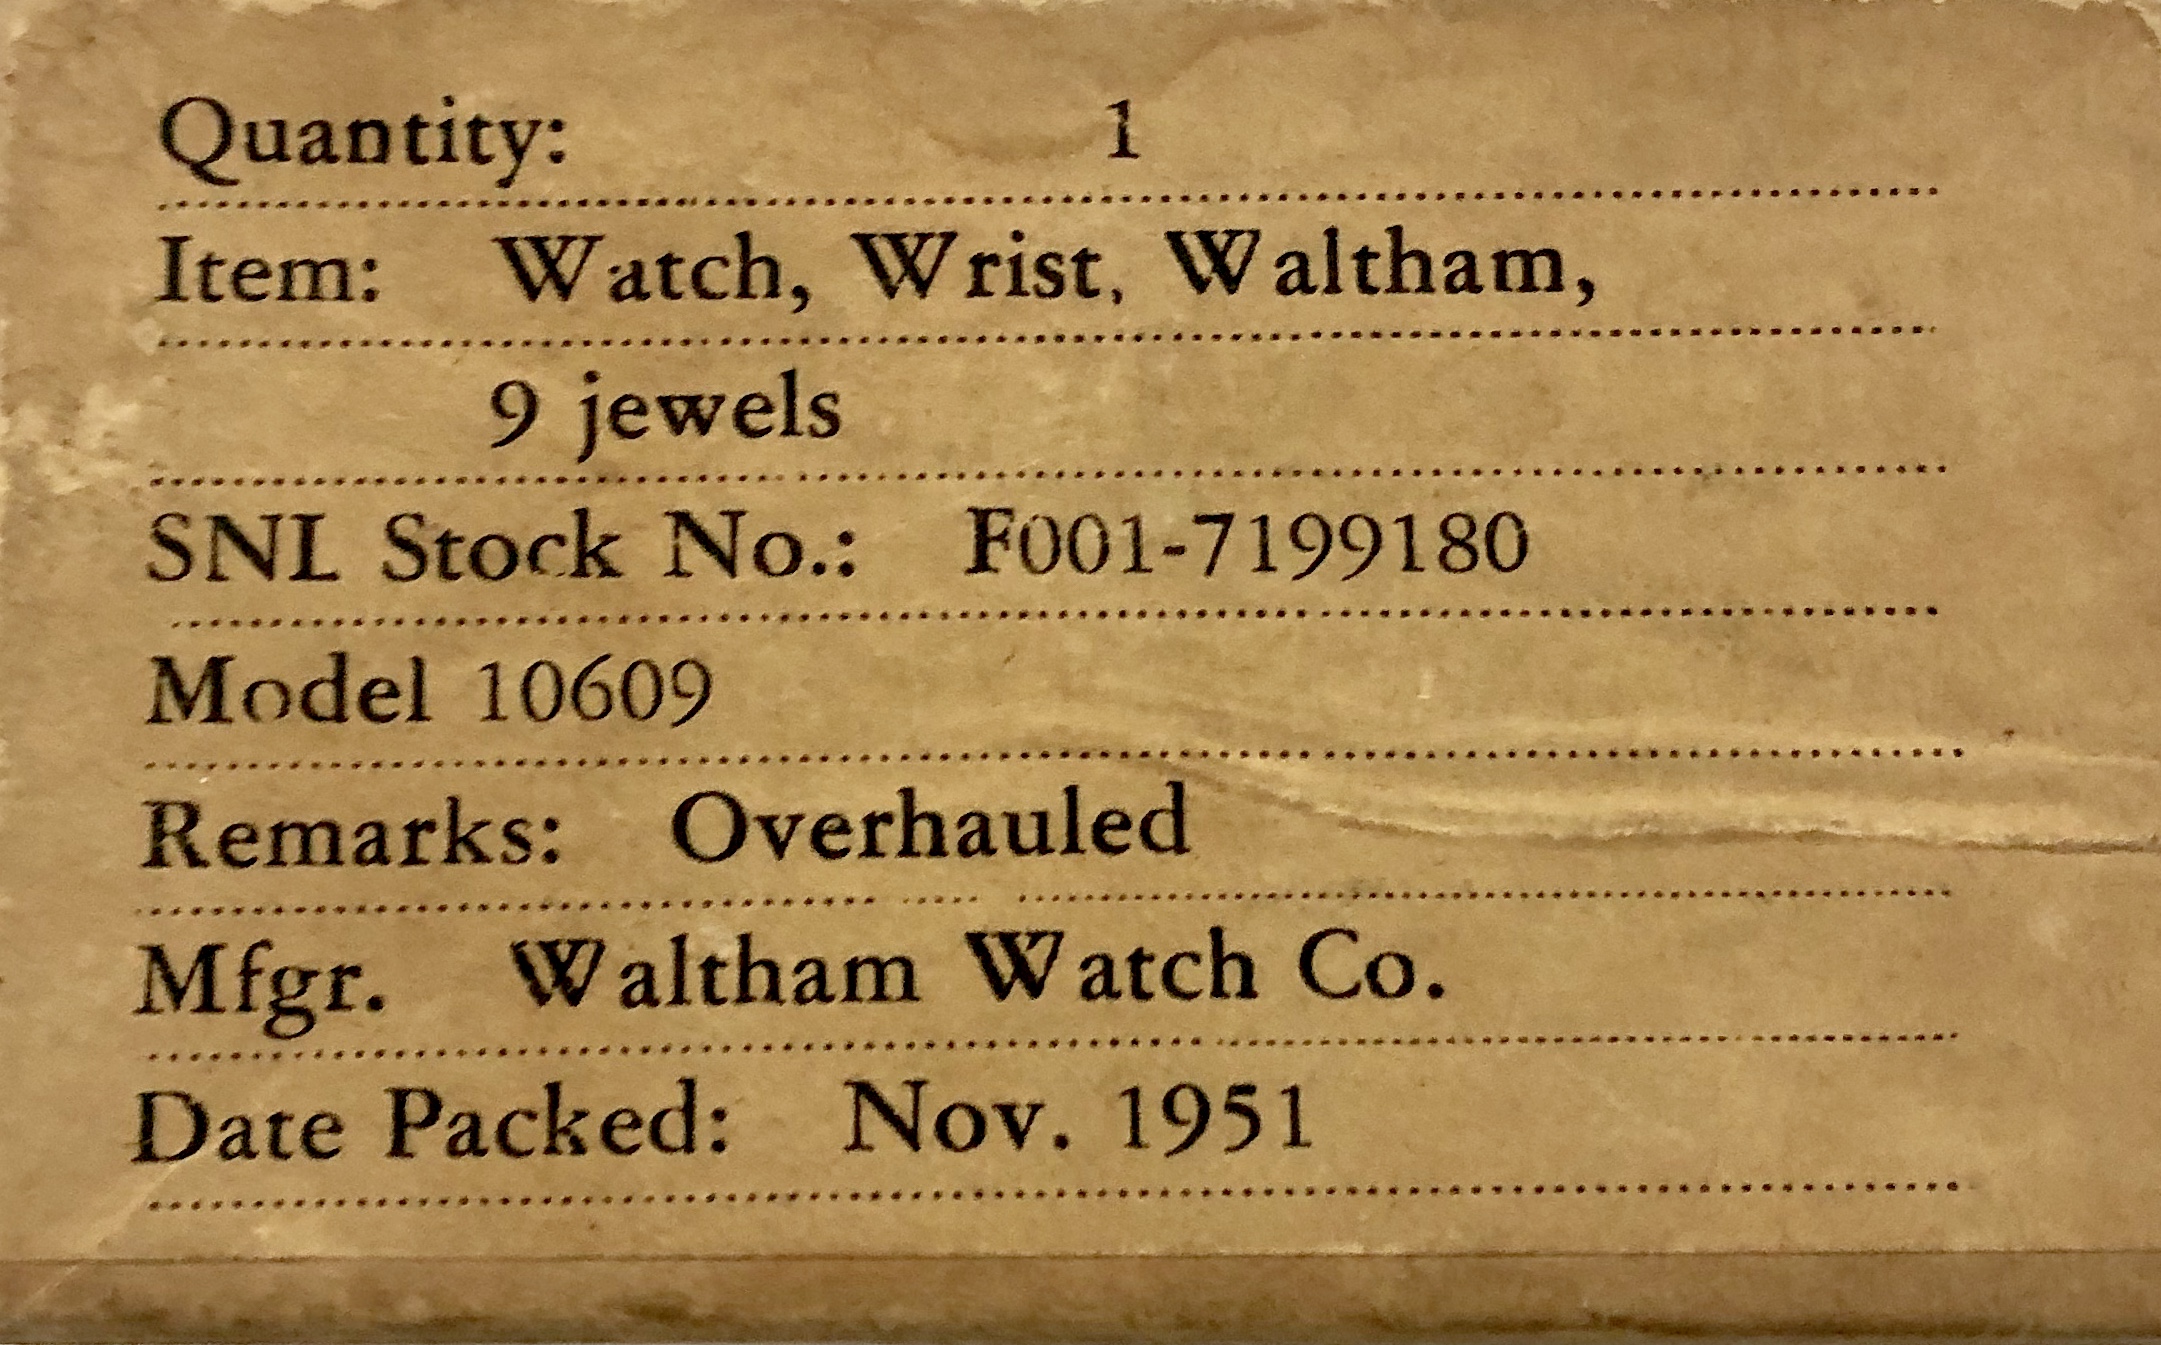 Quantity: 1
Item: Watch, Wrist, Waltham,
9 jewels
SNL Stock No.: F001-7199180
Model 10609
Remarks: Overhauled
Mfgr. Waltham Watch Co.
Date Packed: Nov. 1951